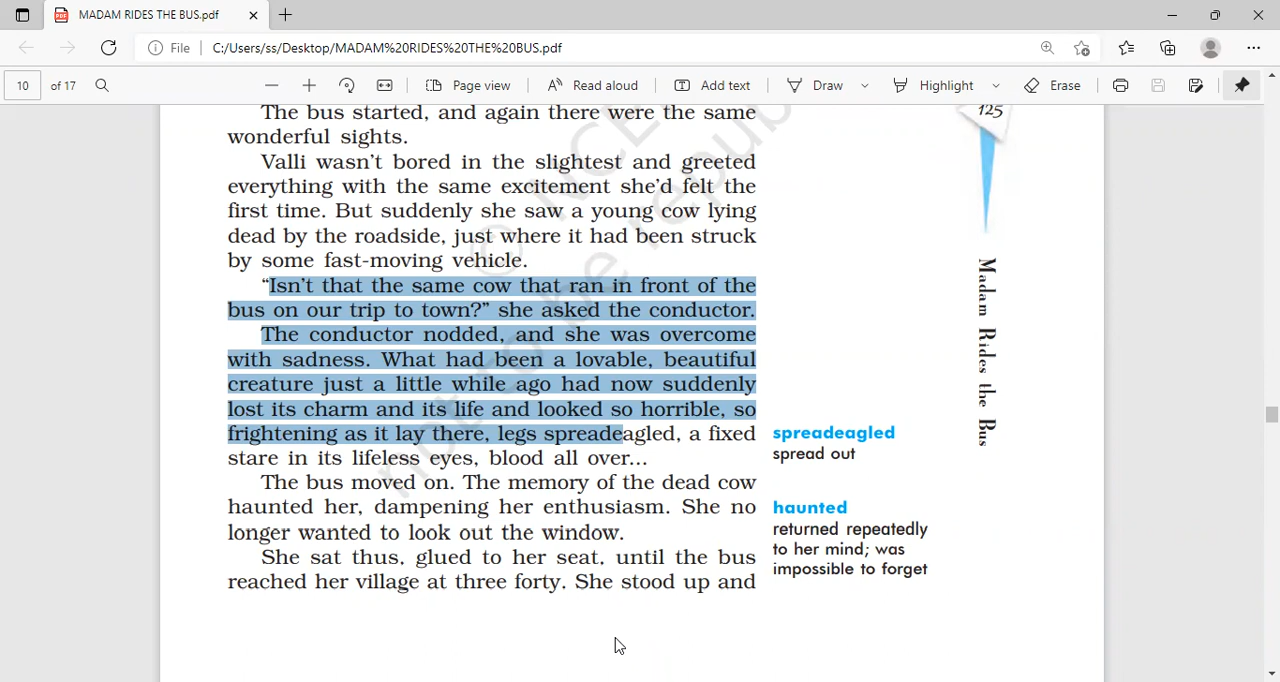 MADAM RIDES THE BUS.pdf
File C:/Users/ss/Desktop/MADAM%20RIDES%20THE%20BUS.pdf
10 of 17 Page view Read aloud Add text Draw Highlight Erase
The bus started, and again there were the same
wonderful sights.
Valli wasn't bored in the slightest and greeted
everything with the same excitement she'd felt the
first time. But suddenly she saw a young cow lying
dead by the roadside, just where it had been struck
by some fast-moving vehicle.
“Isn't that the same cow that ran in front of the
bus on our trip to town?” she asked the conductor.
The conductor nodded, and she was overcome
with sadness. What had been a lovable, beautiful
creature just a little while ago had now suddenly
lost its charm and its life and looked so horrible, so
frightening as it lay there, legs spreadeagled, a fixed
stare in its lifeless eyes, blood all over...
The bus moved on. The memory of the dead cow
haunted her, dampening her enthusiasm. She no
longer wanted to look out the window.
She sat thus, glued to her seat, until the bus
reached her village at three forty. She stood up and
spreadeagled
spread out
haunted
returned repeatedly
to her mind; was
impossible to forget
125
Madam Rides the Bus
© NCE
not to be republ